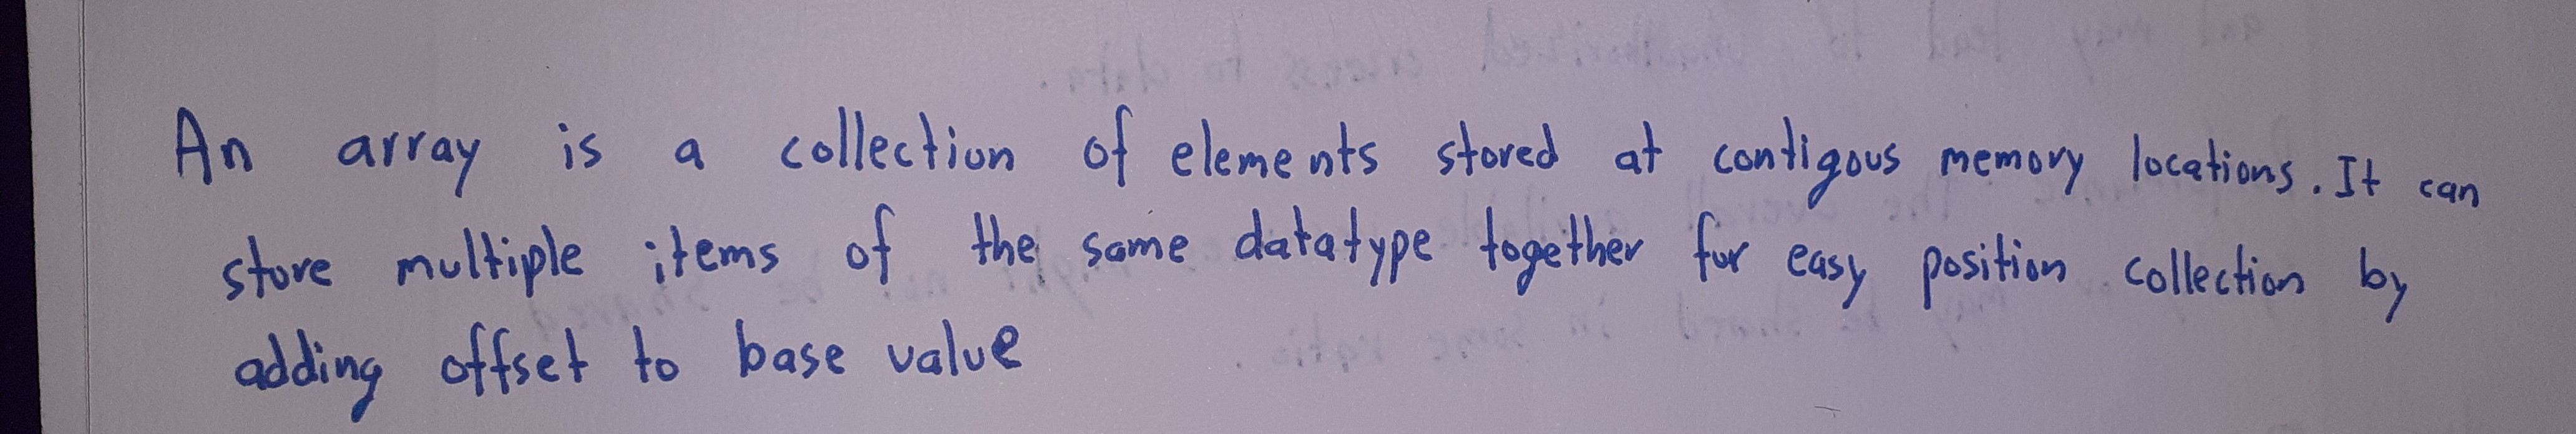 An array is a collection of elements stored at contigous memory locations. It can
store multiple items of the same datatype together for easy position collection by
adding offset to base value